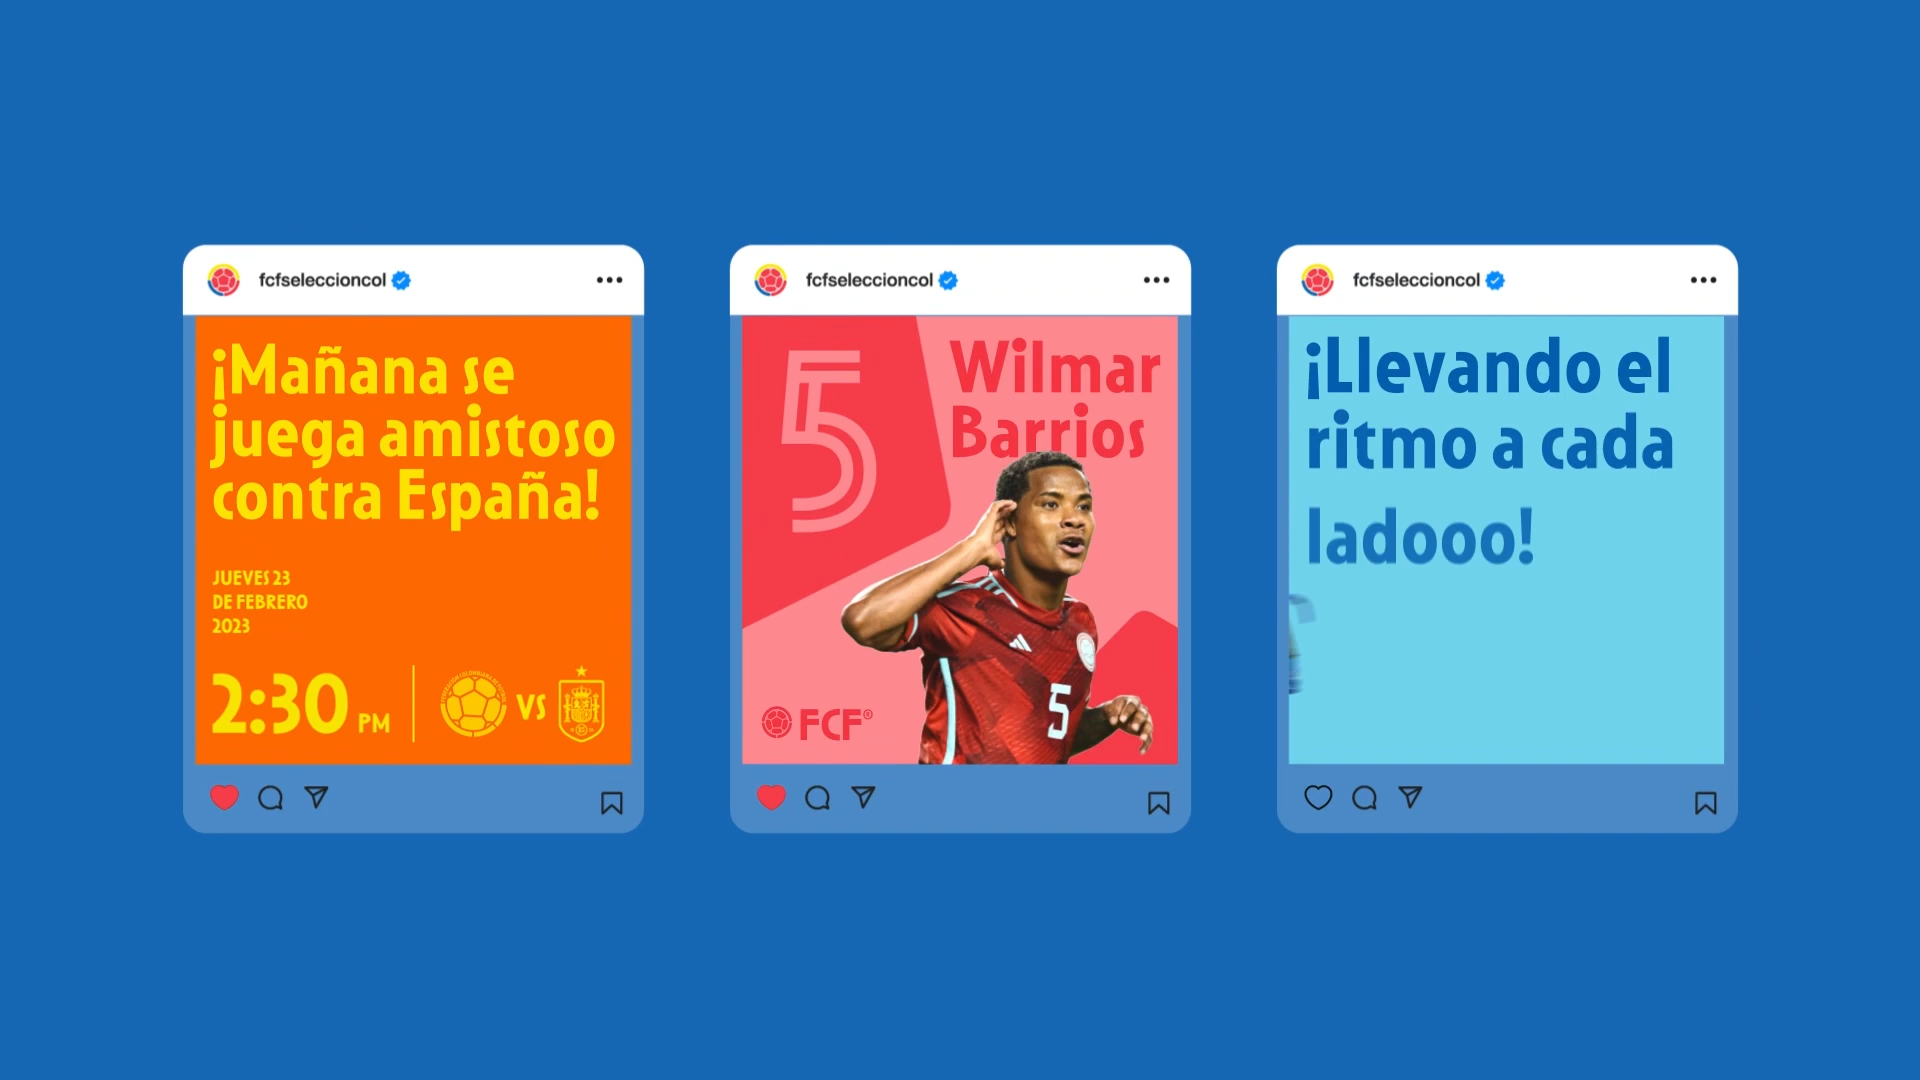 fcfseleccioncol
¡Mañana se
juega amistoso
contra España!
JUEVES 23
DE FEBRERO
2023
2:30 PM
VS
fcfseleccioncol
5
Wilmar
Barrios
5
FCF®
fcfseleccioncol
¡Llevando el
ritmo a cada
ladooo!